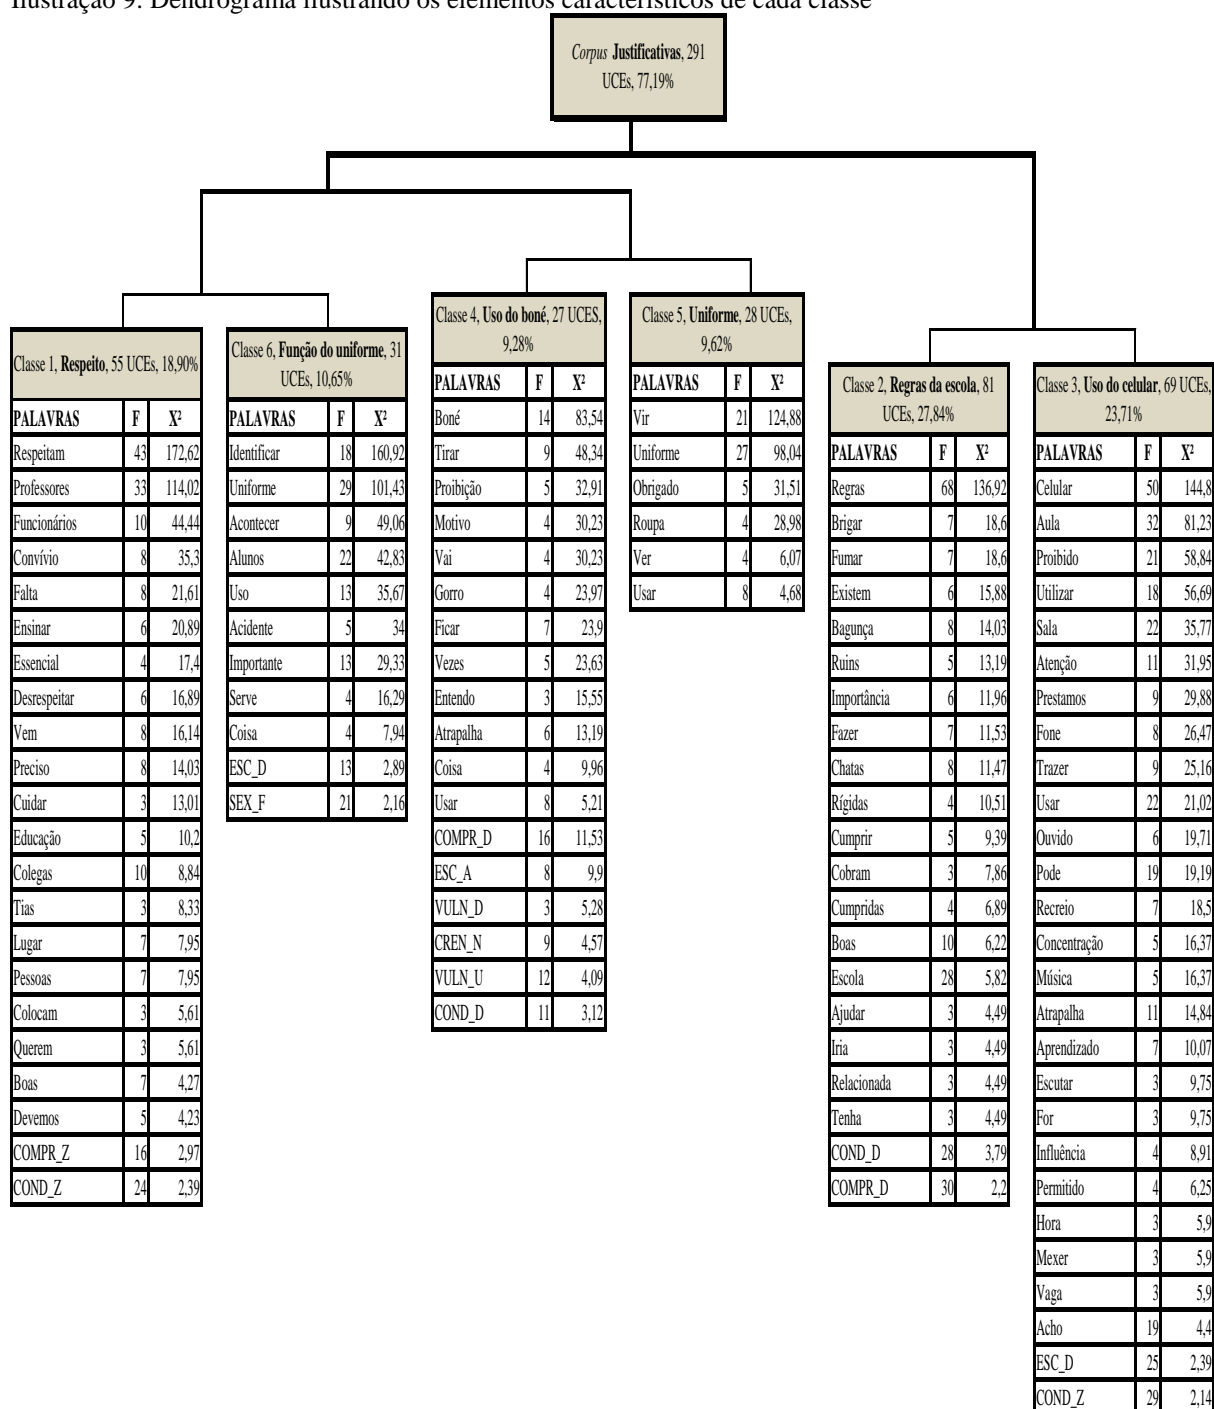 Ilustração 9: Dendrograma ilustrando os elementos característicos de cada classe
Corpus Justificativas, 291
UCEs, 77,19%
Classe 1, Respeito, 55 UCEs, 18,90%
PALAVRAS F X²
Respeitam 43 172,62
Professores 33 114,02
Funcionários 10 44,44
Convívio 8 35,3
Falta 8 21,61
Ensinar 6 20,89
Essencial 4 17,4
Desrespeitar 6 16,89
Vem 8 16,14
Preciso 8 14,03
Cuidar 3 13,01
Educação 5 10,2
Colegas 10 8,84
Tias 3 8,33
Lugar 7 7,95
Pessoas 7 7,95
Colocam 3 5,61
Querem 3 5,61
Boas 7 4,27
Devemos 5 4,23
COMPR_Z 16 2,97
COND_Z 24 2,39
Classe 6, Função do uniforme, 31
UCEs, 10,65%
PALAVRAS F X²
Identificar 18 160,92
Uniforme 29 101,43
Acontecer 9 49,06
Alunos 22 42,83
Uso 13 35,67
Acidente 5 34
Importante 13 29,33
Serve 4 16,29
Coisa 4 7,94
ESC_D 13 2,89
SEX_F 21 2,16
Classe 4, Uso do boné, 27 UCES,
9,28%
PALAVRAS F X²
Boné 14 83,54
Tirar 9 48,34
Proibição 5 32,91
Motivo 4 30,23
Vai 4 30,23
Gorro 4 23,97
Ficar 7 23,9
Vezes 5 23,63
Entendo 3 15,55
Atrapalha 6 13,19
Coisa 4 9,96
Usar 8 5,21
COMPR_D 16 11,53
ESC_A 8 9,9
VULN_D 3 5,28
CREN_N 9 4,57
VULN_U 12 4,09
COND_D 11 3,12
Classe 5, Uniforme, 28 UCEs,
9,62%
PALAVRAS F X²
Vir 21 124,88
Uniforme 27 98,04
Obrigado 5 31,51
Roupa 4 28,98
Ver 4 6,07
Usar 8 4,68
Classe 2, Regras da escola, 81
UCEs, 27,84%
PALAVRAS F X²
Regras 68 136,92
Brigar 7 18,6
Fumar 7 18,6
Existem 6 15,88
Bagunça 8 14,03
Ruins 5 13,19
Importância 6 11,96
Fazer 7 11,53
Chatas 8 11,47
Rígidas 4 10,51
Cumprir 5 9,39
Cobram 3 7,86
Cumpridas 4 6,89
Boas 10 6,22
Escola 28 5,82
Ajudar 3 4,49
Iria 3 4,49
Relacionada 3 4,49
Tenha 3 4,49
COND_D 28 3,79
COMPR_D 30 2,2
Classe 3, Uso do celular, 69 UCEs,
23,71%
PALAVRAS F X²
Celular 50 144,8
Aula 32 81,23
Proibido 21 58,84
Utilizar 18 56,69
Sala 22 35,77
Atenção 11 31,95
Prestamos 9 29,88
Fone 8 26,47
Trazer 9 25,16
Usar 22 21,02
Ouvido 6 19,71
Pode 19 19,19
Recreio 7 18,5
Concentração 5 16,37
Música 5 16,37
Atrapalha 11 14,84
Aprendizado 7 10,07
Escutar 3 9,75
For 3 9,75
Influência 4 8,91
Permitido 4 6,25
Hora 3 5,9
Mexer 3 5,9
Vaga 3 5,9
Acho 19 4,4
ESC_D 25 2,39
COND_Z 29 2,14